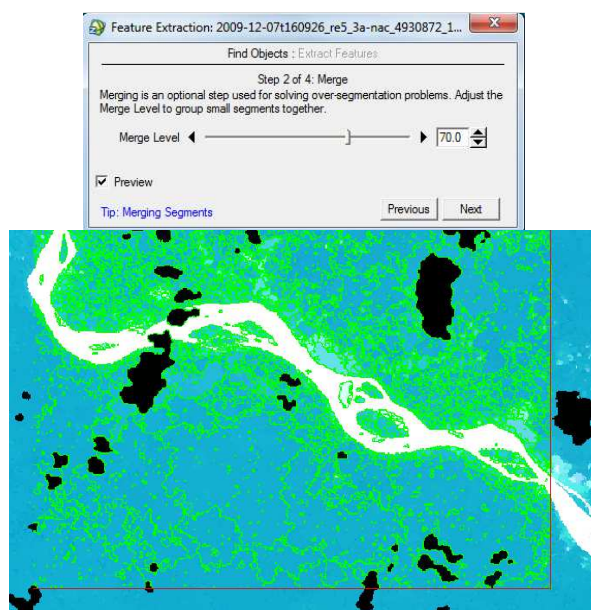 Feature Extraction: 2009-12-07t160926_re5_3a-nac_4930872_1...
Find Objects : Extract Features
Step 2 of 4: Merge
Merging is an optional step used for solving over-segmentation problems. Adjust the
Merge Level to group small segments together.
Merge Level 70.0
Preview
Tip: Merging Segments Previous Next